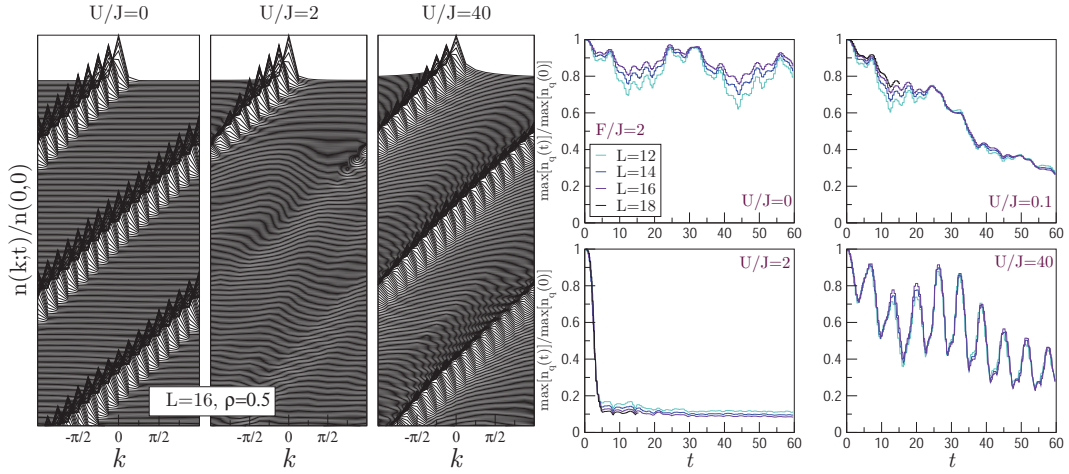 U/J=0
U/J=2
U/J=40
n(k;t)/n(0,0)
L=16, ρ=0.5
-π/2 0 π/2
-π/2 0 π/2
-π/2 0 π/2
k
k
k
max[n_q(t)]/max[n_q(0)]
1
0.8
0.6
0.4
0.2
0
F/J=2
L=12
L=14
L=16
L=18
U/J=0
0 10 20 30 40 50 60
1
0.8
0.6
0.4
0.2
0
U/J=0.1
0 10 20 30 40 50 60
max[n_q(t)]/max[n_q(0)]
1
0.8
0.6
0.4
0.2
0
U/J=2
0 10 20 30 40 50 60
t
1
0.8
0.6
0.4
0.2
0
U/J=40
0 10 20 30 40 50 60
t